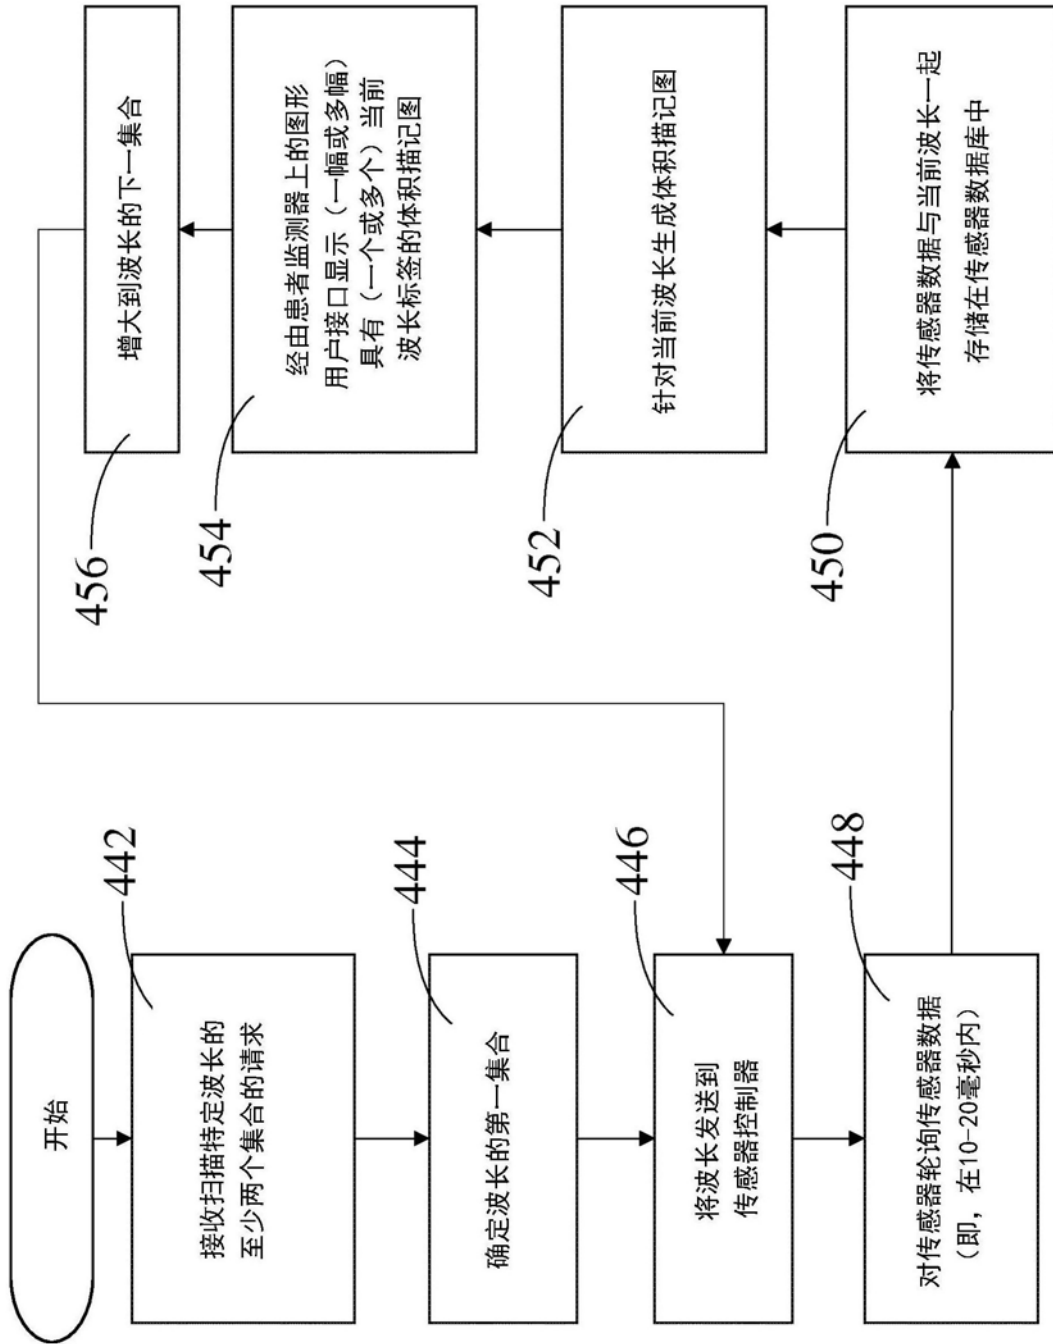 开始
442
接收扫描特定波长的
至少两个集合的请求
444
确定波长的第一集合
446
将波长发送到
传感器控制器
448
对传感器轮询传感器数据
（即，在10-20毫秒内）
450
将传感器数据与当前波长一起
存储在传感器数据库中
452
针对当前波长生成体积描记图
454
经由患者监测器上的图形
用户接口显示（一幅或多幅）
具有（一个或多个）当前
波长标签的体积描记图
456
增大到波长的下一集合